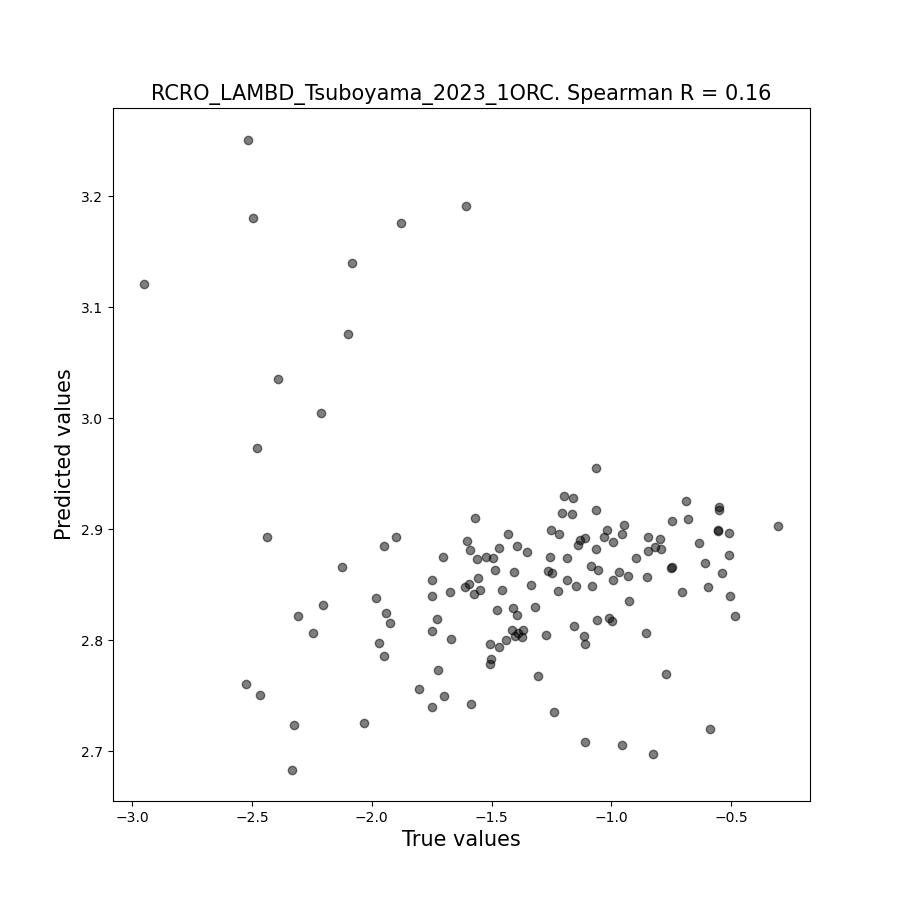 RCRO_LAMBD_Tsuboyama_2023_1ORC. Spearman R = 0.16
3.2
3.1
3.0
2.9
2.8
2.7
Predicted values
−3.0 −2.5 −2.0 −1.5 −1.0 −0.5
True values